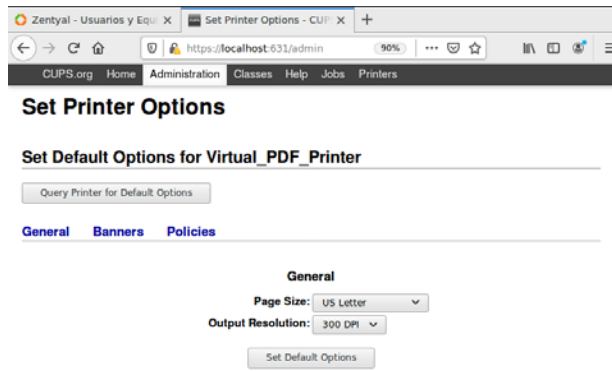 Zentyal - Usuarios y Equ Set Printer Options - CUP
https://localhost:631/admin 90%
CUPS.org Home Administration Classes Help Jobs Printers
Set Printer Options
Set Default Options for Virtual_PDF_Printer
Query Printer for Default Options
General Banners Policies
General
Page Size: US Letter
Output Resolution: 300 DPI
Set Default Options